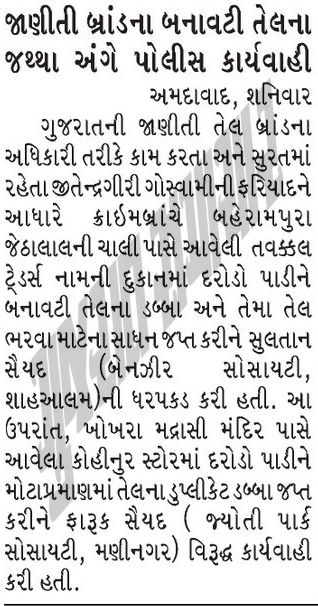 જાણીતી બ્રાંડના બનાવટી તેલના
જથ્થા અંગે પોલીસ કાર્યવાહી
અમદાવાદ, શનિવાર
ગુજરાતની જાણીતી તેલ બ્રાંડના
અધિકારી તરીકે કામ કરતા અને સુરતમાં
રહેતા જીતેન્દ્રગીરી ગોસ્વામીની ફરિયાદને
આધારે ક્રાઇમબ્રાંચે બહેરામપુરા
જેઠાલાલની ચાલી પાસે આવેલી તવક્કલ
ટ્રેડર્સ નામની દુકાનમાં દરોડો પાડીને
બનાવટી તેલના ડબ્બા અને તેમા તેલ
ભરવા માટેના સાધન જપ્ત કરીને સુલતાન
સૈયદ (બેનઝીર સોસાયટી,
શાહઆલમ)ની ધરપકડ કરી હતી. આ
ઉપરાંત, ખોખરા મદ્રાસી મંદિર પાસે
આવેલા કોહીનુર સ્ટોરમાં દરોડો પાડીને
મોટાપ્રમાણમાં તેલના ડુપ્લીકેટ ડબ્બા જપ્ત
કરીને ફારૂક સૈયદ ( જ્યોતી પાર્ક
સોસાયટી, મણીનગર) વિરૂદ્ધ કાર્યવાહી
કરી હતી.